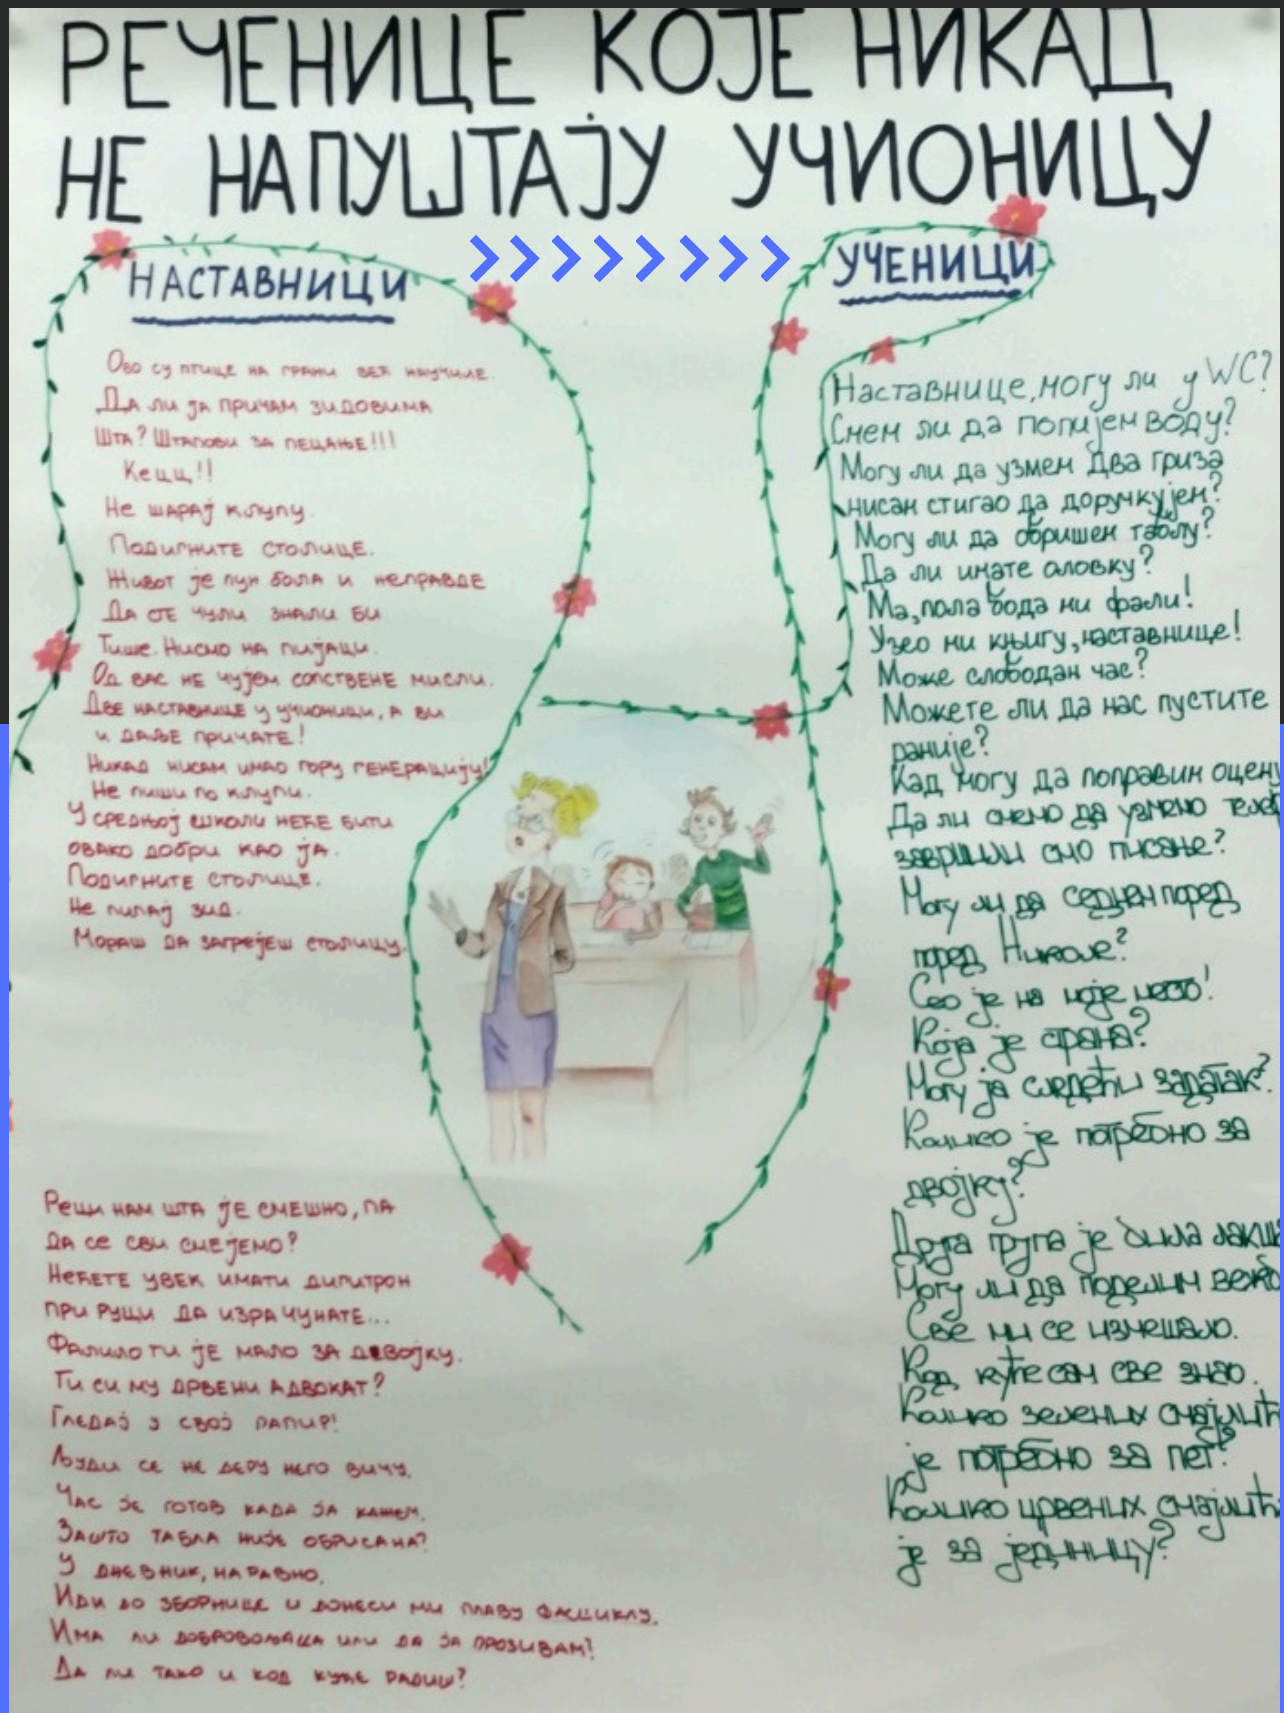 РЕЧЕНИЦЕ КОЈЕ НИКАД
НЕ НАПУШТАЈУ УЧИОНИЦУ
НАСТАВНИЦИ
Ово су птице на грани већ научиле.
Да ли ја причам зидовима
Шта? Штапови за пецање!!!
Кецц!!
Не шарај клупу.
Подигните столице.
Живот је пун бола и неправде
Да сте чули знали би
Тише. Нисмо на пијаци.
Од вас не чујем сопствене мисли.
Две наставнице у учионици, а ви
и даље причате!
Никад нисам имао гору генерацију!
Не пиши по клупи.
У средњој школи неће бити
овако добри као ја.
Подигните столице.
Не пипај зид.
Мораш да загрејеш столицу.
Реци нам шта је смешно, па
да се сви смејемо?
Нећете увек имати дигитрон
при руци да израчунате...
Фалило ти је мало за двојку.
Ти си му дрвени адвокат?
Гледај у свој папир!
Људи се не деру него вичу.
Час је готов када ја кажем.
Зашто табла није обрисана?
У дневник, наравно.
Иди до зборнице и донеси ми плаву фасциклу.
Има ли добровољаца или да ја прозивам?
Да ли тако и код куће радиш?
УЧЕНИЦИ
Наставнице, могу ли у WC?
Смем ли да попијем воду?
Могу ли да узмем два гриза
нисам стигао да доручкујем?
Могу ли да обришем таблу?
Да ли имате оловку?
Ма, пола бода ми фали!
Узео ми књигу, наставнице!
Може слободан час?
Можете ли да нас пустите
раније?
Кад могу да поправим оцену
Да ли смемо да узмемо
завршили смо писање?
Могу ли да седнем поред
поред Николе?
Сео је на моје место!
Која је страна?
Могу ја следећи задатак?
Колико је потребно за
двојку?
Друга група је била
Могу ли да поделим
Све ми се измешало.
Код куће сам све знао.
Колико зелених
је потребно за пет?
Колико црвених
је за јединицу?